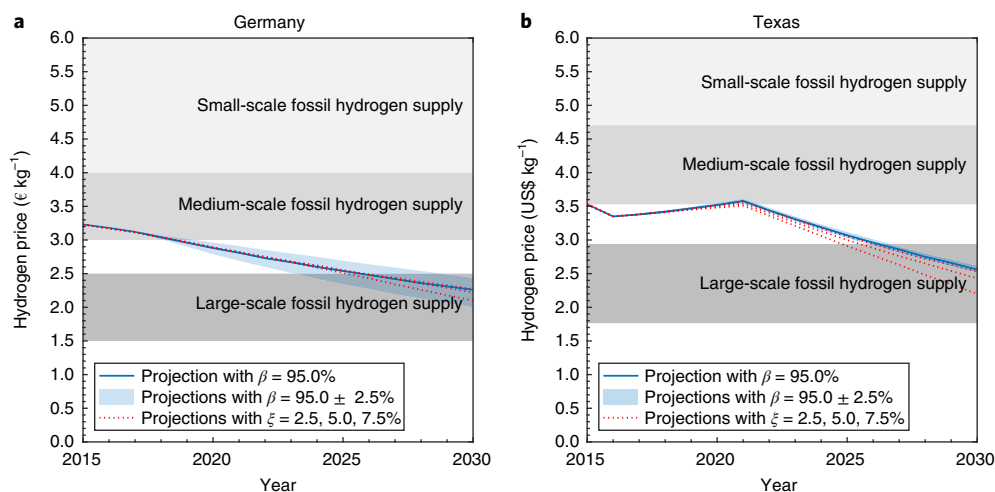 a
Germany
6.0
5.5
5.0
4.5
4.0
3.5
3.0
2.5
2.0
1.5
1.0
0.5
0.0
Hydrogen price (€ kg⁻¹)
Small-scale fossil hydrogen supply
Medium-scale fossil hydrogen supply
Large-scale fossil hydrogen supply
Projection with β = 95.0%
Projections with β = 95.0 ± 2.5%
Projections with ξ = 2.5, 5.0, 7.5%
2015 2020 2025 2030
Year
b
Texas
6.0
5.5
5.0
4.5
4.0
3.5
3.0
2.5
2.0
1.5
1.0
0.5
0.0
Hydrogen price (US$ kg⁻¹)
Small-scale fossil hydrogen supply
Medium-scale fossil hydrogen supply
Large-scale fossil hydrogen supply
Projection with β = 95.0%
Projections with β = 95.0 ± 2.5%
Projections with ξ = 2.5, 5.0, 7.5%
2015 2020 2025 2030
Year